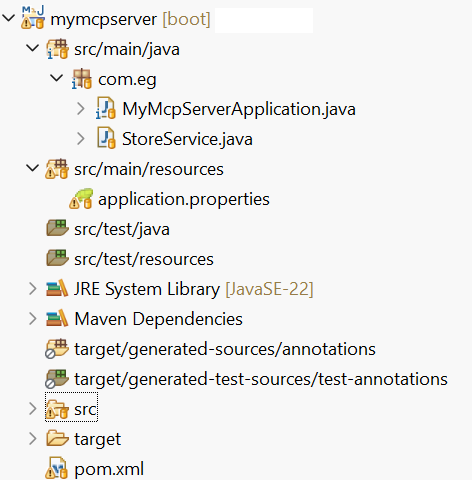 mymcpserver [boot]
src/main/java
com.eg
MyMcpServerApplication.java
StoreService.java
src/main/resources
application.properties
src/test/java
src/test/resources
JRE System Library [JavaSE-22]
Maven Dependencies
target/generated-sources/annotations
target/generated-test-sources/test-annotations
src
target
pom.xml